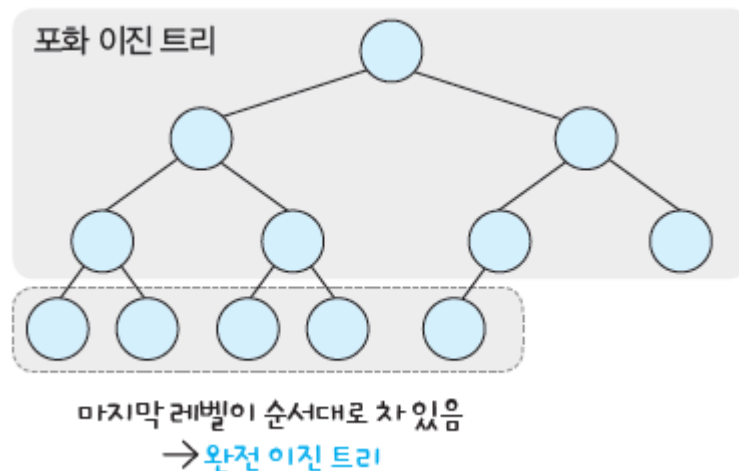 포화 이진 트리
마지막 레벨이 순서대로 차 있음
→ 완전 이진 트리